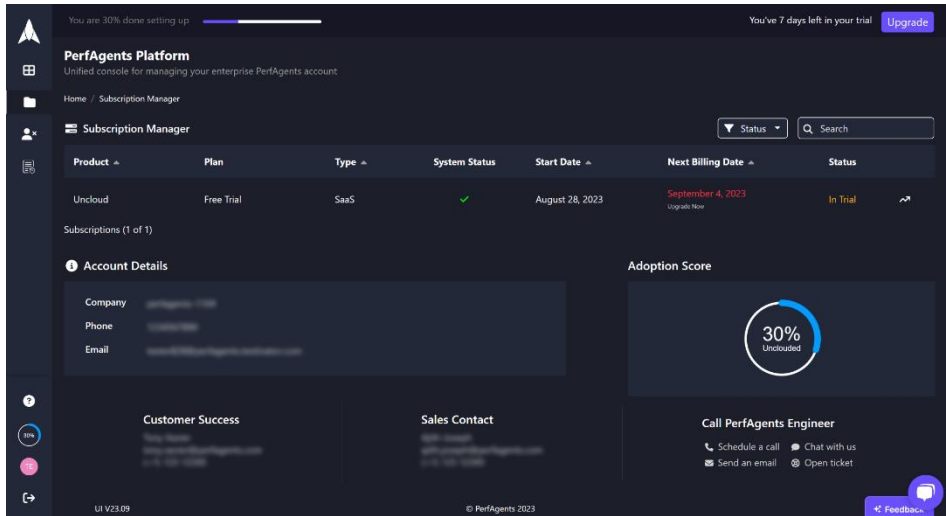 You are 30% done setting up
You've 7 days left in your trial
Upgrade
PerfAgents Platform
Unified console for managing your enterprise PerfAgents account
Home / Subscription Manager
Subscription Manager
Status
Search
Product Plan Type System Status Start Date Next Billing Date Status
Uncloud Free Trial SaaS August 28, 2023 September 4, 2023 In Trial
Upgrade Now
Subscriptions (1 of 1)
Account Details
Company
Phone
Email
Adoption Score
30%
Unclouded
30%
TE
Customer Success
Sales Contact
Call PerfAgents Engineer
Schedule a call Chat with us
Send an email Open ticket
UI V23.09
© PerfAgents 2023
Feedback